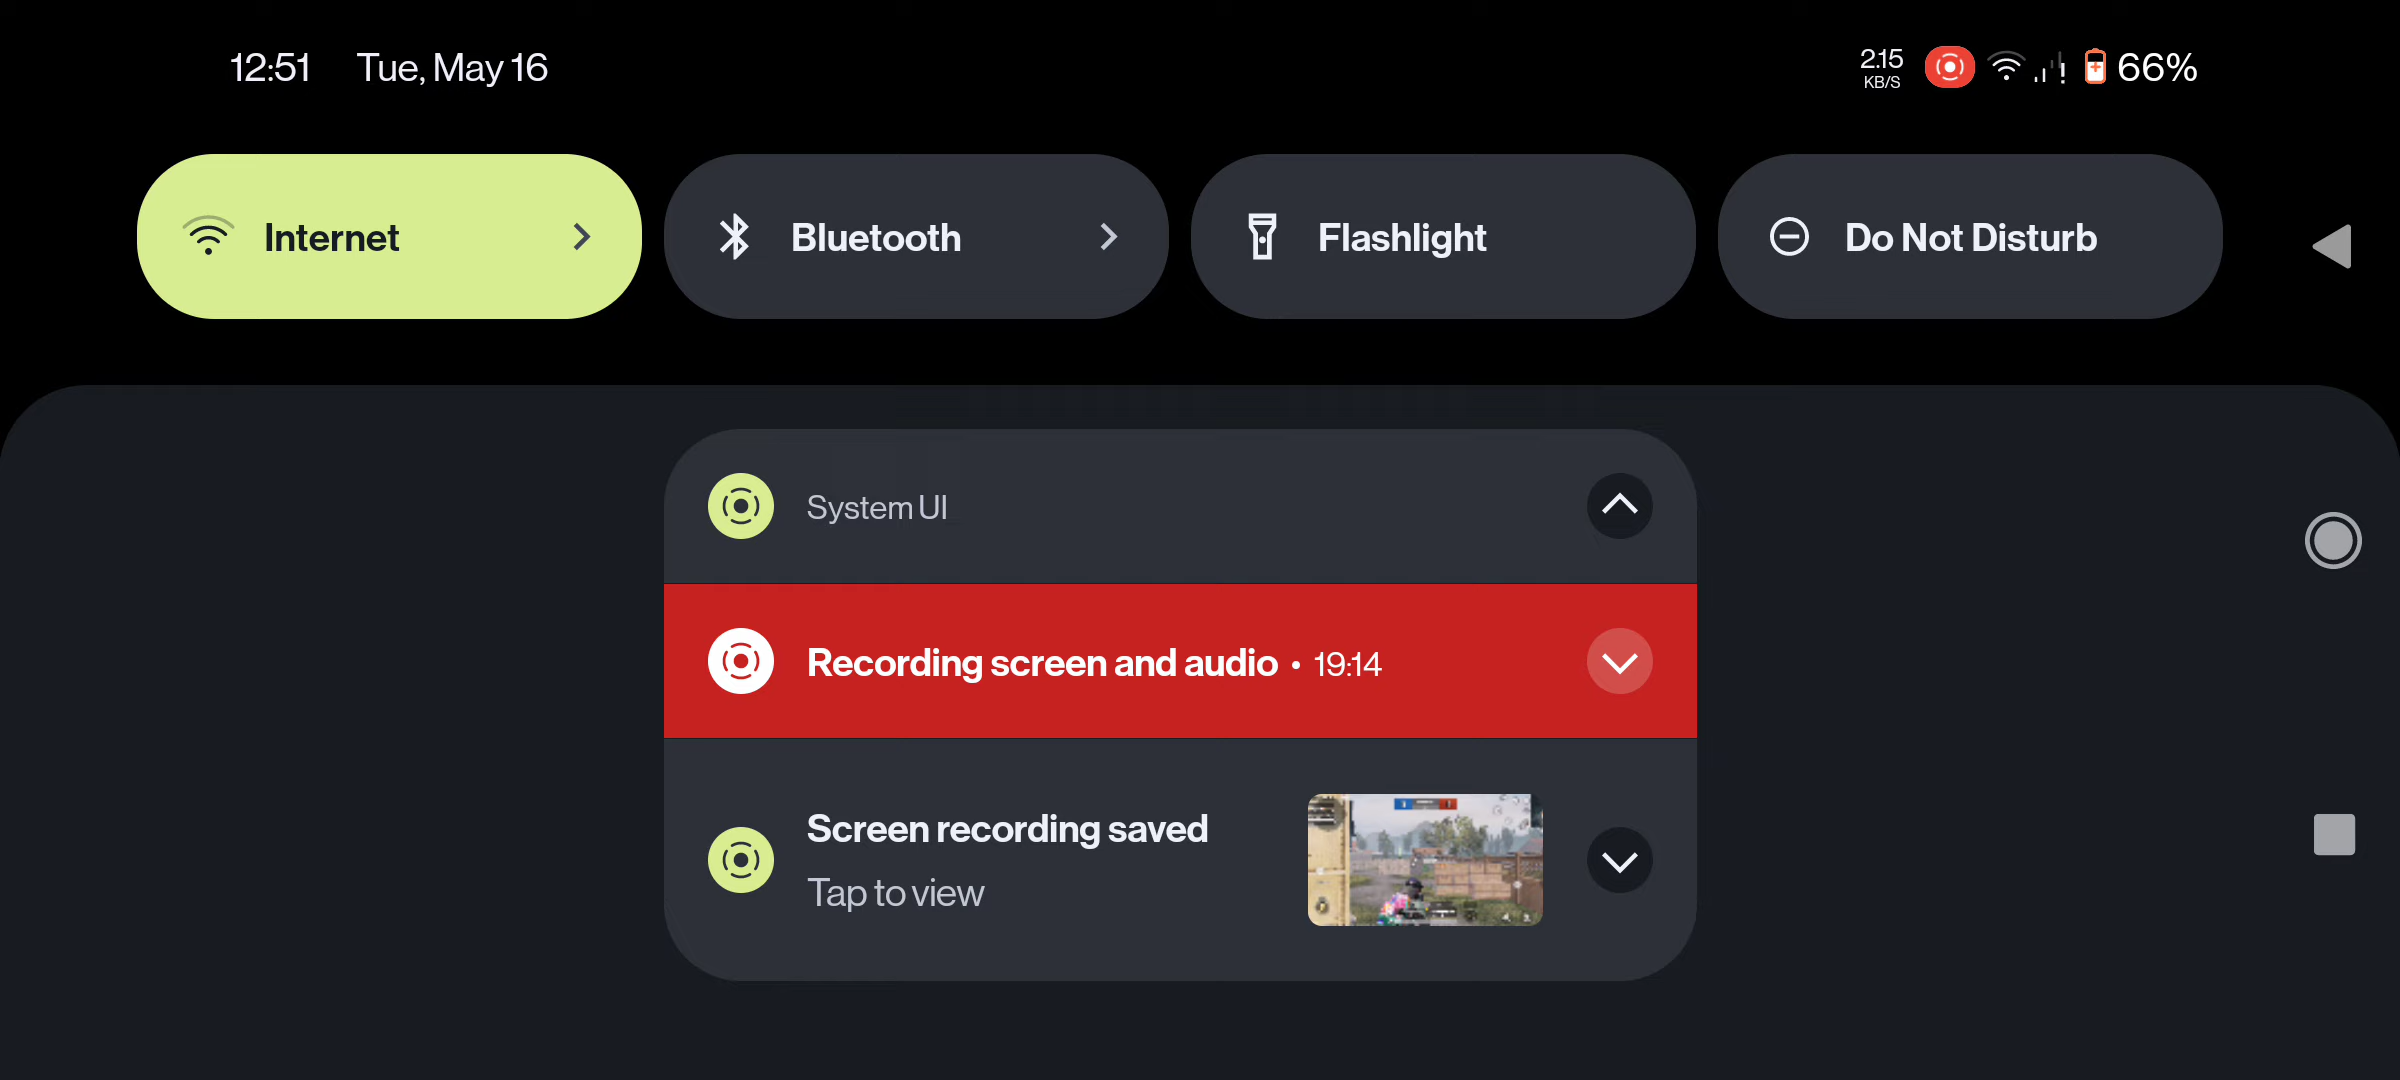 12:51 Tue, May 16
2.15
KB/S
66%
Internet
Bluetooth
Flashlight
Do Not Disturb
System UI
Recording screen and audio • 19:14
Screen recording saved
Tap to view